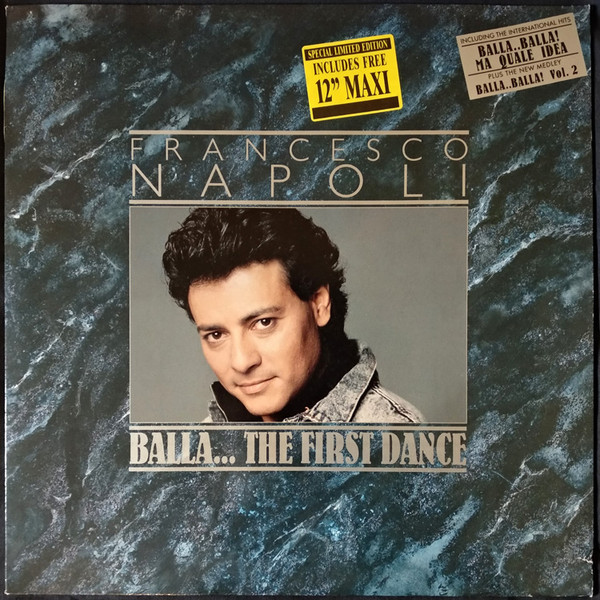 SPECIAL LIMITED EDITION
INCLUDES FREE
12" MAXI
INCLUDING THE INTERNATIONAL HITS
BALLA..BALLA!
MA QUALE IDEA
PLUS THE NEW MEDLEY
BALLA..BALLA! Vol. 2
FRANCESCO
NAPOLI
BALLA... THE FIRST DANCE